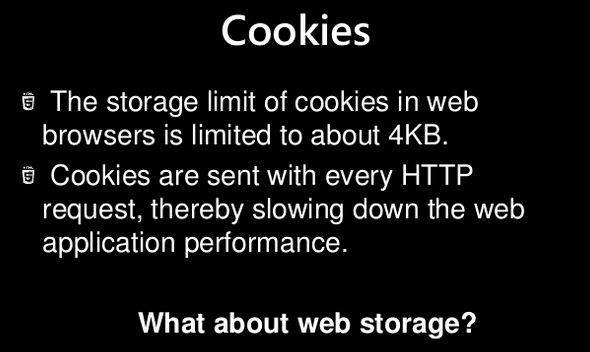 Cookies
The storage limit of cookies in web
browsers is limited to about 4KB.
Cookies are sent with every HTTP
request, thereby slowing down the web
application performance.
What about web storage?